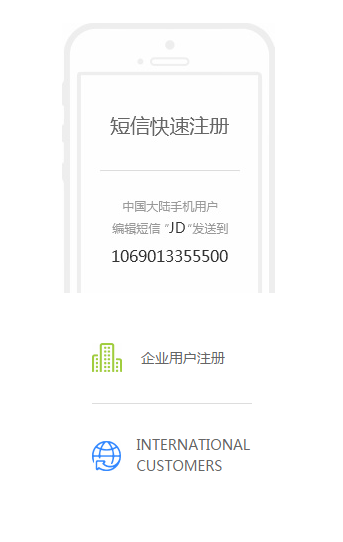 短信快速注册
中国大陆手机用户
编辑短信 “JD”发送到
1069013355500
企业用户注册
INTERNATIONAL
CUSTOMERS